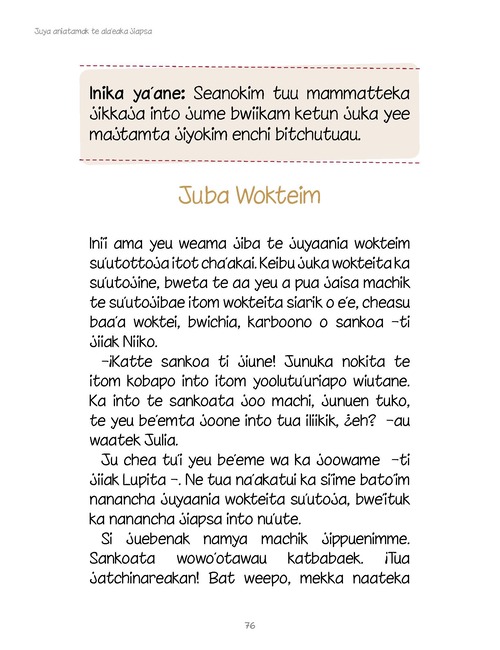 Juya aniatamak te ala'eaka jiapsa
Inika ya'ane: Seanokim tuu mammatteka
jikkaja into jume bwiikam ketun juka yee
majtamta jiyokim enchi bitchutuau.
Juba Wokteim
Ini'i ama yeu weama jiba te juyaania wokteim
su'utottoja itot cha'akai. Keibu juka wokteita ka
su'utojine, bweta te aa yeu a pua jaisa machik
te su'utojibae itom wokteita siarik o e'e, cheasu
baa'a woktei, bwichia, karboono o sankoa -ti
jiiak Niiko.
-¡Katte sankoa ti jiune! Junuka nokita te
itom kobapo into itom yoolutu'uriapo wiutane.
Ka into te sankoata joo machi, junuen tuko,
te yeu be'emta joone into tua iliikik, ¿eh? -au
waatek Julia.
Ju chea tu'i yeu be'eme wa ka joowame -ti
jiiak Lupita -. Ne tua na'akatui ka si'ime bato'im
nanancha juyaania wokteita su'utoja, bwe'ituk
ka nanancha jiapsa into nu'ute.
Si juebenak namya machik jippuenimme.
Sankoata wowo'otawau katbabaek. ¡Tua
jatchinareakan! Bat weepo, mekka naateka
76